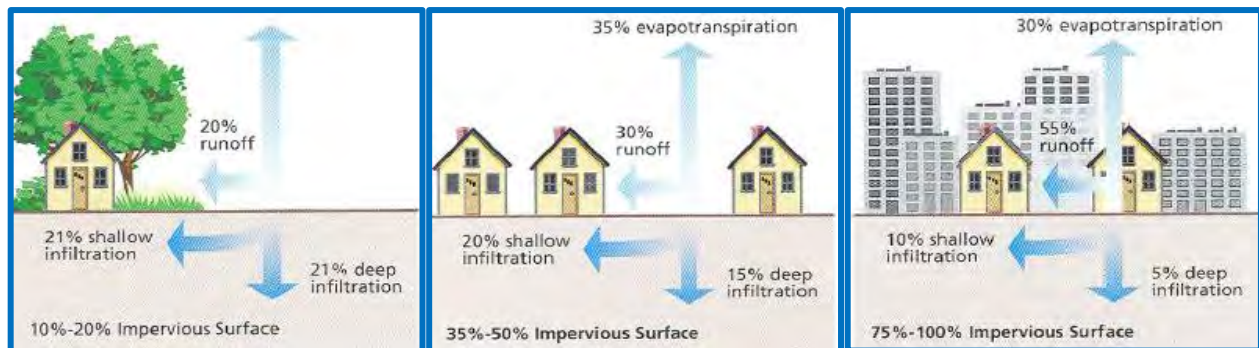 20%
runoff
21% shallow
infiltration
21% deep
infiltration
10%-20% Impervious Surface
35% evapotranspiration
30%
runoff
20% shallow
infiltration
15% deep
infiltration
35%-50% Impervious Surface
30% evapotranspiration
55%
runoff
10% shallow
infiltration
5% deep
infiltration
75%-100% Impervious Surface